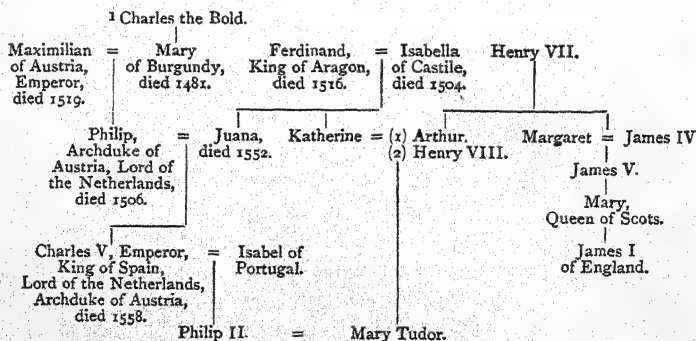 1 Charles the Bold.
Maximilian = Mary Ferdinand, = Isabella Henry VII.
of Austria, of Burgundy, King of Aragon, of Castile,
Emperor, died 1481. died 1516. died 1504.
died 1519.
Philip, = Juana, Katherine = (1) Arthur. Margaret = James IV
Archduke of died 1552. (2) Henry VIII.
Austria, Lord of James V.
the Netherlands,
died 1506. Mary,
Queen of Scots.
Charles V, Emperor, = Isabel of James I
King of Spain, Portugal. of England.
Lord of the Netherlands,
Archduke of Austria,
died 1558.
Philip II. = Mary Tudor.